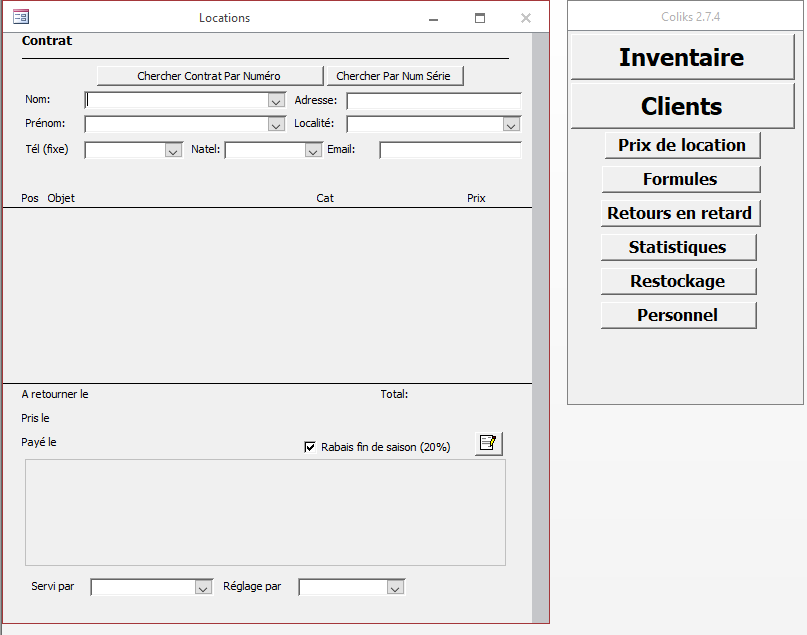 Locations
Contrat
Chercher Contrat Par Numéro Chercher Par Num Série
Nom: Adresse:
Prénom: Localité:
Tél (fixe) Natel: Email:
Pos Objet Cat Prix
A retourner le Total:
Pris le
Payé le
Rabais fin de saison (20%)
Servi par Réglage par
Coliks 2.7.4
Inventaire
Clients
Prix de location
Formules
Retours en retard
Statistiques
Restockage
Personnel